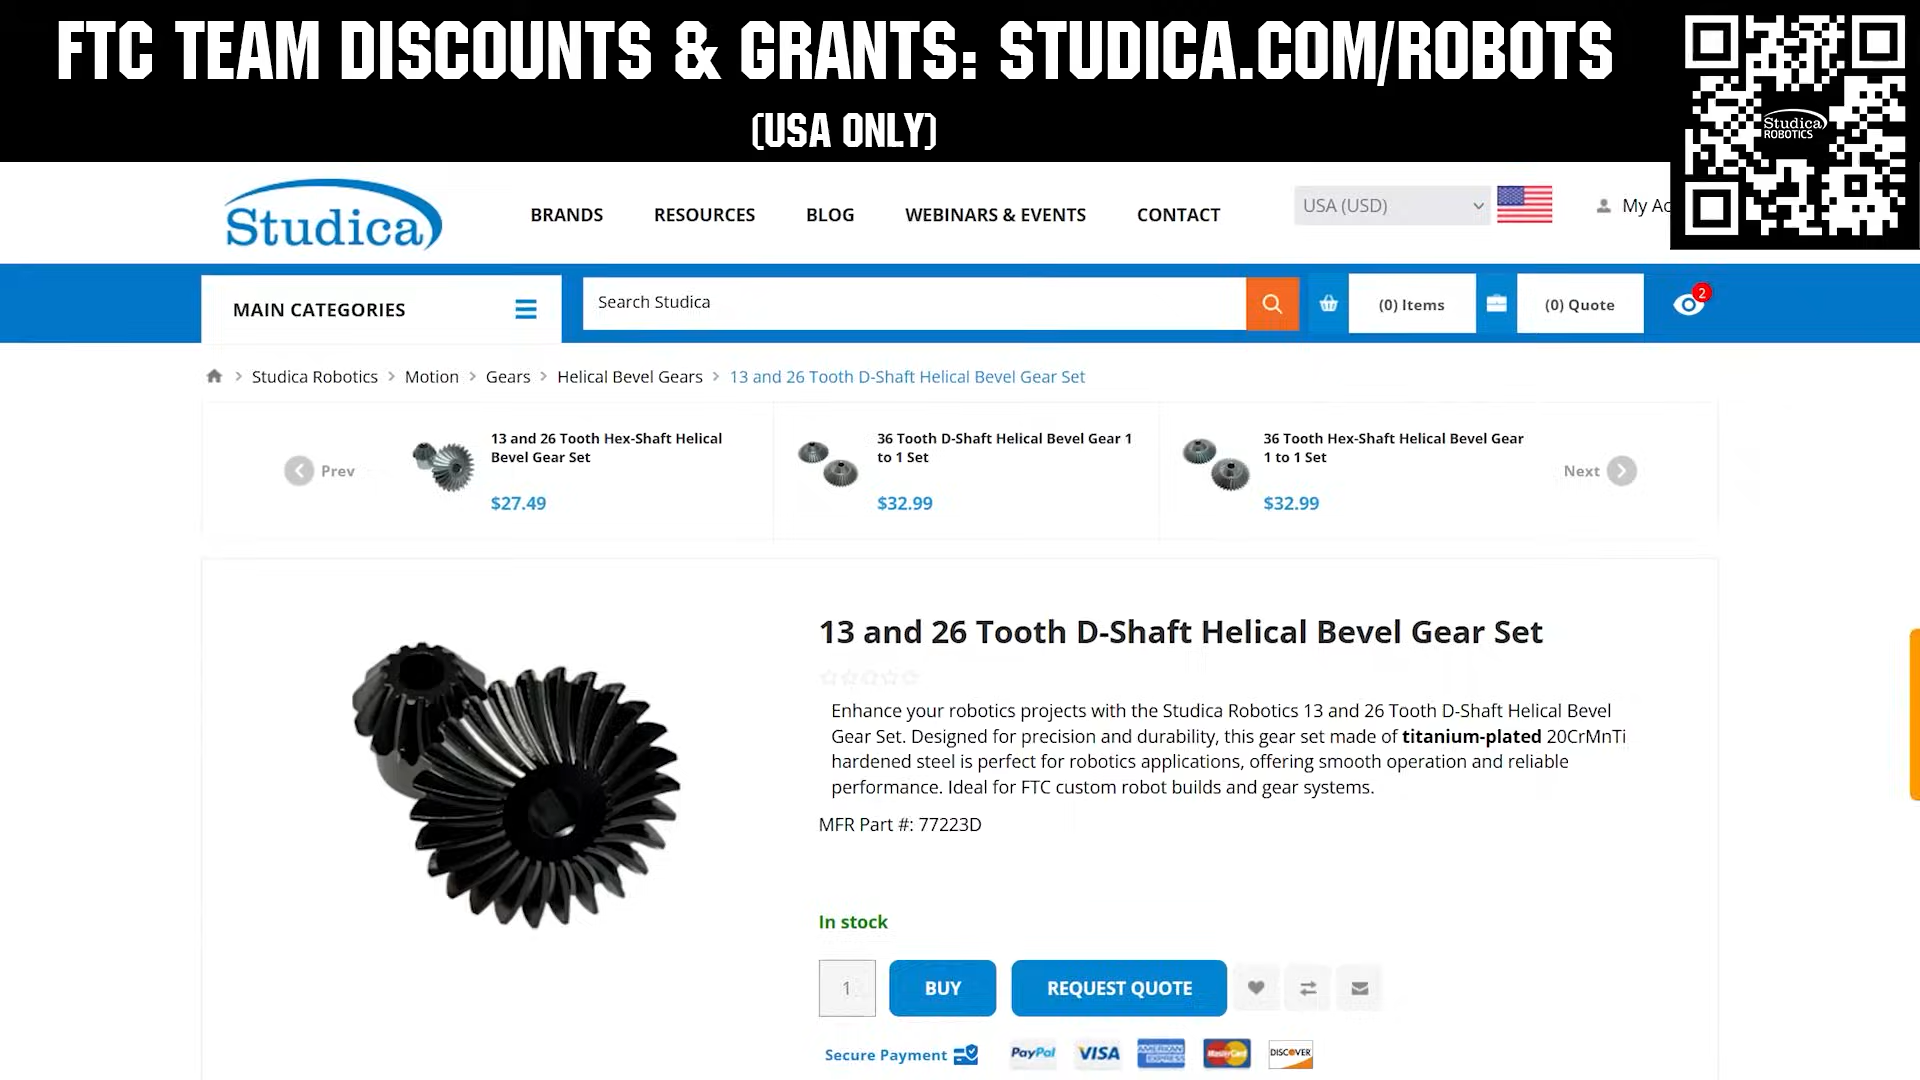 FTC TEAM DISCOUNTS & GRANTS: STUDICA.COM/ROBOTS
(USA ONLY)
Studica
ROBOTICS
Studica
BRANDS
RESOURCES
BLOG
WEBINARS & EVENTS
CONTACT
USA (USD)
My Ac
MAIN CATEGORIES
Search Studica
(0) Items
(0) Quote
2
Studica Robotics > Motion > Gears > Helical Bevel Gears > 13 and 26 Tooth D-Shaft Helical Bevel Gear Set
Prev
13 and 26 Tooth Hex-Shaft Helical
Bevel Gear Set
$27.49
36 Tooth D-Shaft Helical Bevel Gear 1
to 1 Set
$32.99
36 Tooth Hex-Shaft Helical Bevel Gear
1 to 1 Set
$32.99
Next
13 and 26 Tooth D-Shaft Helical Bevel Gear Set
Enhance your robotics projects with the Studica Robotics 13 and 26 Tooth D-Shaft Helical Bevel
Gear Set. Designed for precision and durability, this gear set made of titanium-plated 20CrMnTi
hardened steel is perfect for robotics applications, offering smooth operation and reliable
performance. Ideal for FTC custom robot builds and gear systems.
MFR Part #: 77223D
In stock
1
BUY
REQUEST QUOTE
Secure Payment
PayPal
VISA
AMERICAN EXPRESS
MasterCard
DISCOVER